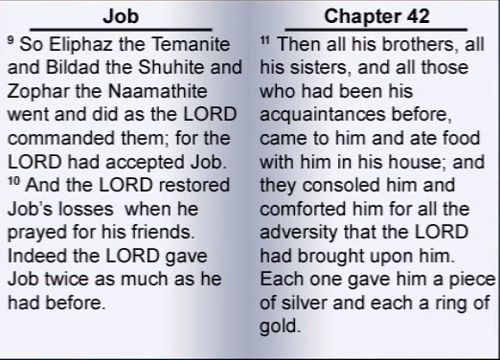 Job
9 So Eliphaz the Temanite
and Bildad the Shuhite and
Zophar the Naamathite
went and did as the LORD
commanded them; for the
LORD had accepted Job.
10 And the LORD restored
Job's losses when he
prayed for his friends.
Indeed the LORD gave
Job twice as much as he
had before.
Chapter 42
11 Then all his brothers, all
his sisters, and all those
who had been his
acquaintances before,
came to him and ate food
with him in his house; and
they consoled him and
comforted him for all the
adversity that the LORD
had brought upon him.
Each one gave him a piece
of silver and each a ring of
gold.